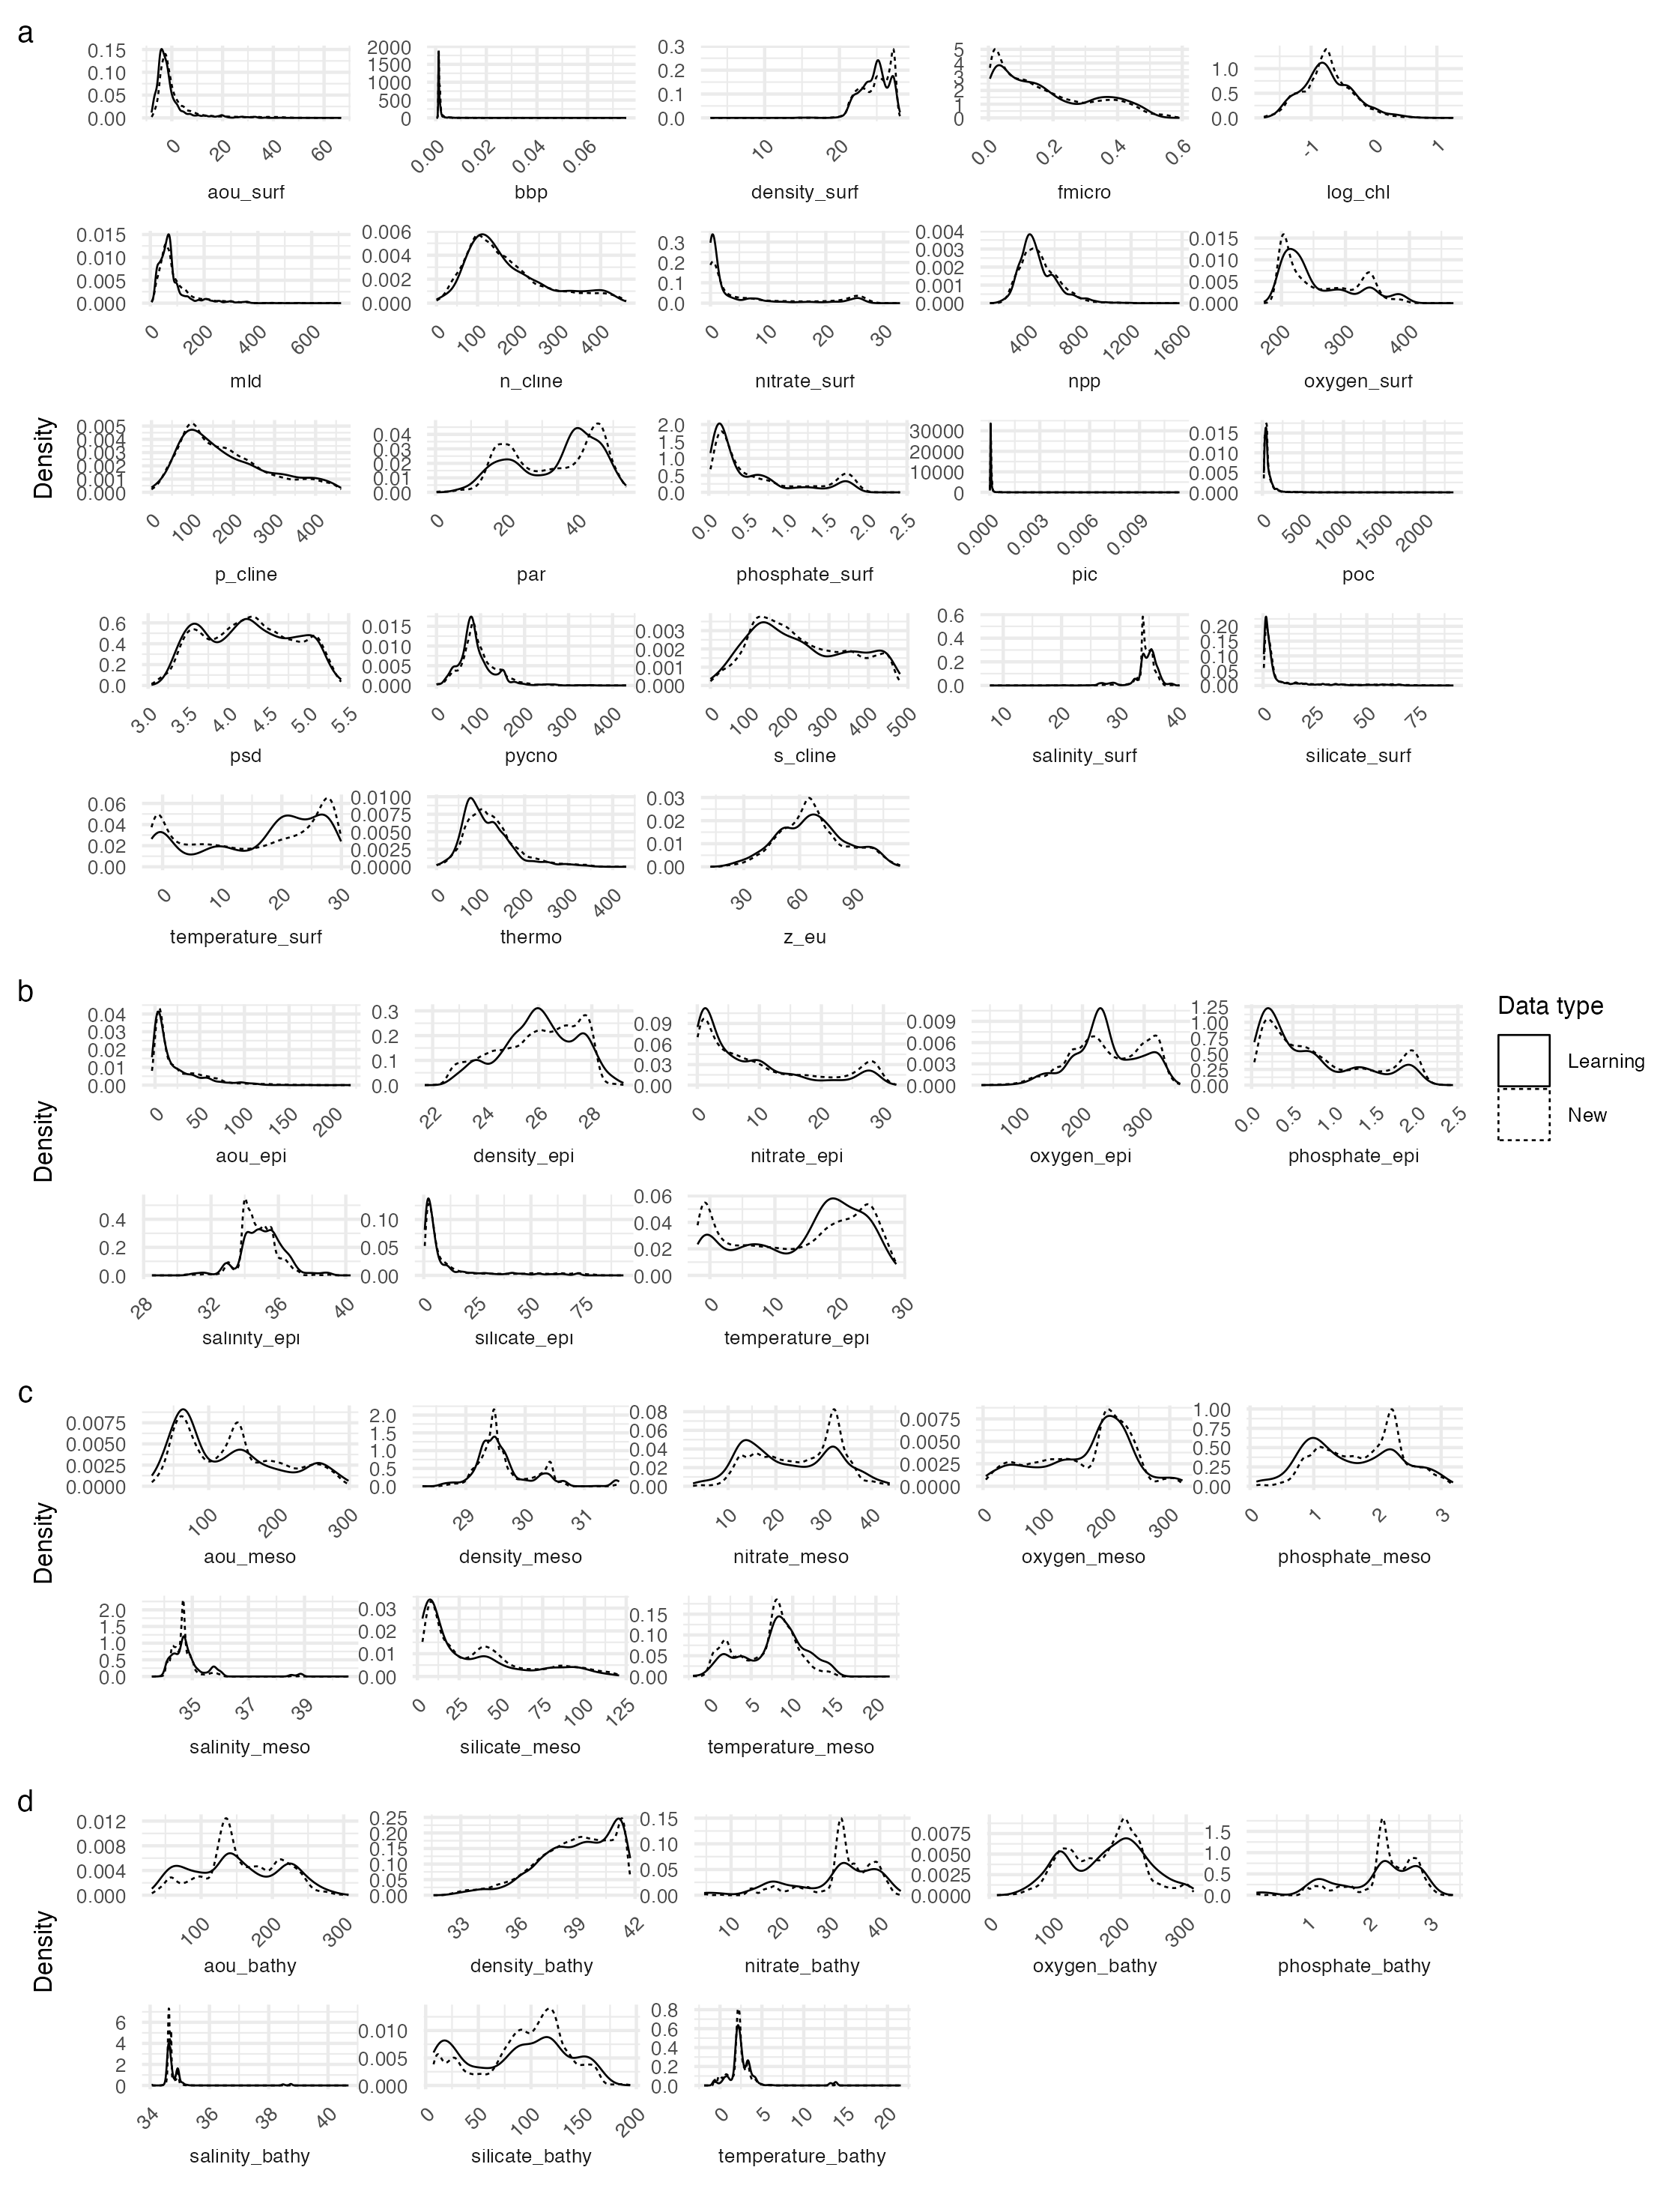 a
0.15
0.10
0.05
0.00
0 20 40 60
aou_surf
2000
1500
1000
500
0
0.00 0.02 0.04 0.06
bbp
0.3
0.2
0.1
0.0
10 20
density_surf
5
4
3
2
1
0
0.0 0.2 0.4 0.6
fmicro
1.0
0.5
0.0
-1 0 1
log_chl
0.015
0.010
0.005
0.000
0 200 400 600
mld
0.006
0.004
0.002
0.000
0 100 200 300 400
n_cline
0.3
0.2
0.1
0.0
0 10 20 30
nitrate_surf
0.004
0.003
0.002
0.001
0.000
400 800 1200 1600
npp
0.015
0.010
0.005
0.000
200 300 400
oxygen_surf
Density
0.005
0.004
0.003
0.002
0.001
0.000
0 100 200 300 400
p_cline
0.04
0.03
0.02
0.01
0.00
0 20 40
par
2.0
1.5
1.0
0.5
0.0
0.0 0.5 1.0 1.5 2.0 2.5
phosphate_surf
30000
20000
10000
0
0.000 0.003 0.006 0.009
pic
0.015
0.010
0.005
0.000
0 500 1000 1500 2000
poc
0.6
0.4
0.2
0.0
3.0 3.5 4.0 4.5 5.0 5.5
psd
0.015
0.010
0.005
0.000
0 100 200 300 400
pycno
0.003
0.002
0.001
0.000
0 100 200 300 400 500
s_cline
0.6
0.4
0.2
0.0
10 20 30 40
salinity_surf
0.20
0.15
0.10
0.05
0.00
0 25 50 75
silicate_surf
0.06
0.04
0.02
0.00
0 10 20 30
temperature_surf
0.0100
0.0075
0.0050
0.0025
0.0000
0 100 200 300 400
thermo
0.03
0.02
0.01
0.00
30 60 90
z_eu
b
Density
0.04
0.03
0.02
0.01
0.00
0 50 100 150 200
aou_epi
0.3
0.2
0.1
0.0
22 24 26 28
density_epi
0.09
0.06
0.03
0.00
0 10 20 30
nitrate_epi
0.009
0.006
0.003
0.000
100 200 300
oxygen_epi
1.25
1.00
0.75
0.50
0.25
0.00
0.0 0.5 1.0 1.5 2.0 2.5
phosphate_epi
Data type
Learning
New
0.4
0.2
0.0
28 32 36 40
salinity_epi
0.10
0.05
0.00
0 25 50 75
silicate_epi
0.06
0.04
0.02
0.00
0 10 20 30
temperature_epi
c
Density
0.0075
0.0050
0.0025
0.0000
100 200 300
aou_meso
2.0
1.5
1.0
0.5
0.0
29 30 31
density_meso
0.08
0.06
0.04
0.02
0.00
10 20 30 40
nitrate_meso
0.0075
0.0050
0.0025
0.0000
0 100 200 300
oxygen_meso
1.00
0.75
0.50
0.25
0.00
0 1 2 3
phosphate_meso
2.0
1.5
1.0
0.5
0.0
35 37 39
salinity_meso
0.03
0.02
0.01
0.00
0 25 50 75 100 125
silicate_meso
0.15
0.10
0.05
0.00
0 5 10 15 20
temperature_meso
d
Density
0.012
0.008
0.004
0.000
100 200 300
aou_bathy
0.25
0.20
0.15
0.10
0.05
0.00
33 36 39 42
density_bathy
0.15
0.10
0.05
0.00
10 20 30 40
nitrate_bathy
0.0075
0.0050
0.0025
0.0000
0 100 200 300
oxygen_bathy
1.5
1.0
0.5
0.0
1 2 3
phosphate_bathy
6
4
2
0
34 36 38 40
salinity_bathy
0.010
0.005
0.000
0 50 100 150 200
silicate_bathy
0.8
0.6
0.4
0.2
0.0
0 5 10 15 20
temperature_bathy